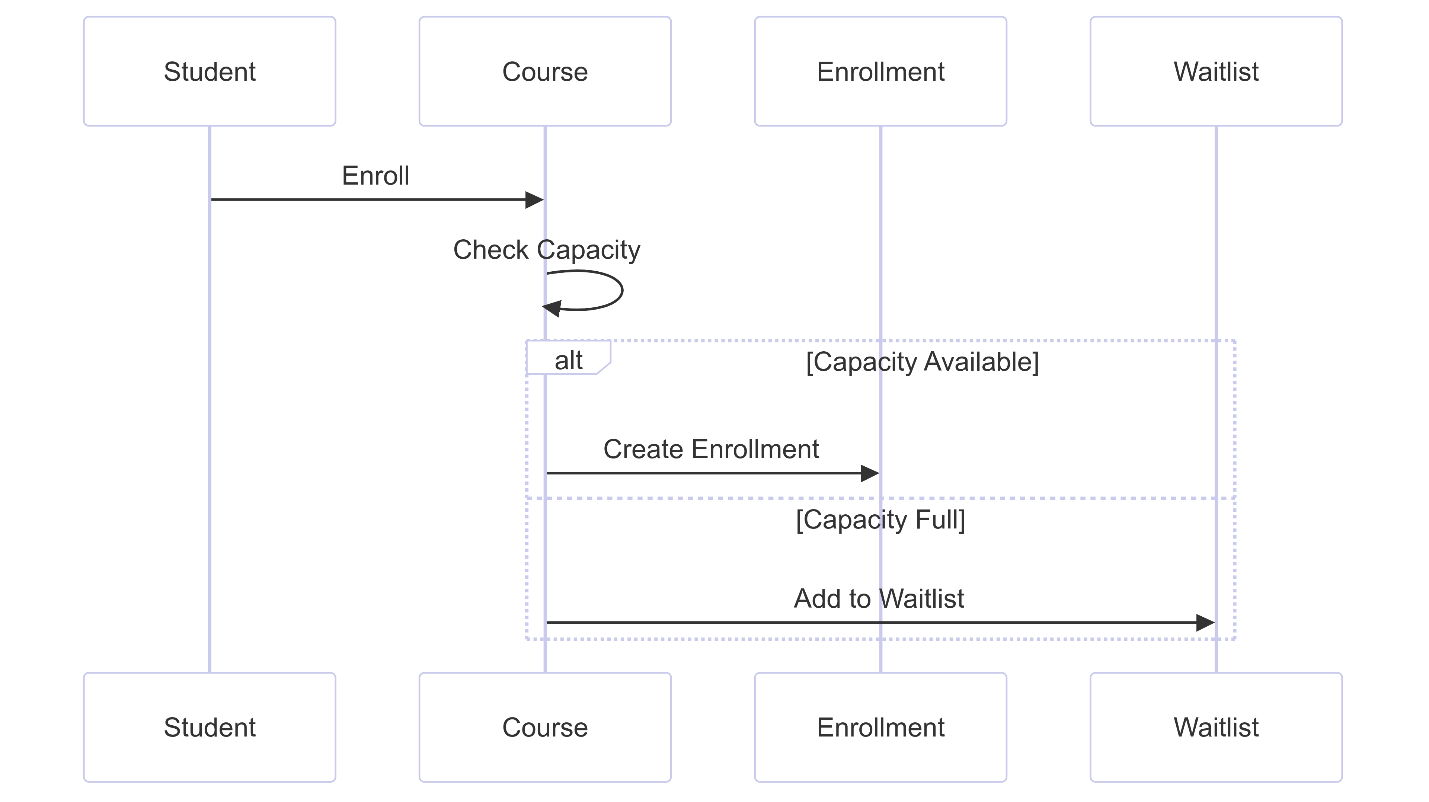 Student
Course
Enrollment
Waitlist
Enroll
Check Capacity
alt
[Capacity Available]
Create Enrollment
[Capacity Full]
Add to Waitlist
Student
Course
Enrollment
Waitlist